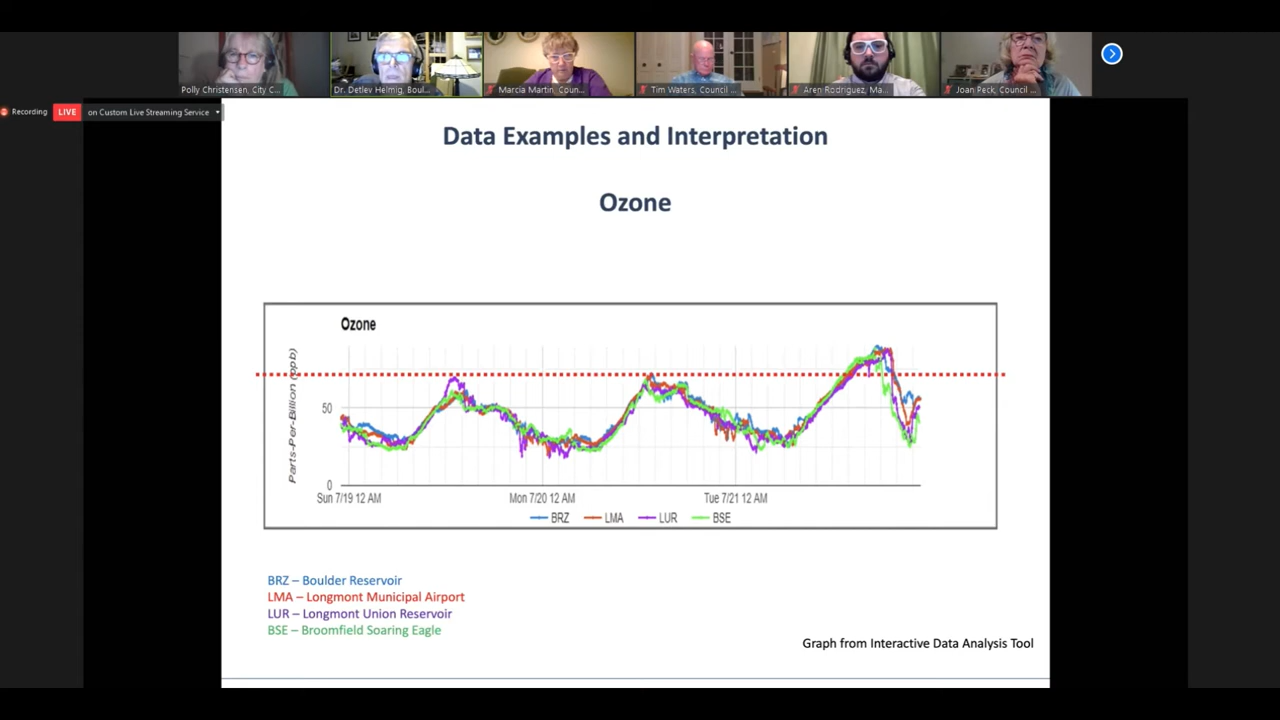 Polly Christensen, City C...
Dr. Detlev Helmig, Boul...
Marcia Martin, Coun...
Tim Waters, Council ...
Aren Rodriguez, Ma...
Joan Peck, Council ...
Recording
LIVE
on Custom Live Streaming Service
Data Examples and Interpretation
Ozone
Ozone
Parts-Per-Billion (ppb)
50
0
Sun 7/19 12 AM
Mon 7/20 12 AM
Tue 7/21 12 AM
BRZ LMA LUR BSE
BRZ – Boulder Reservoir
LMA – Longmont Municipal Airport
LUR – Longmont Union Reservoir
BSE – Broomfield Soaring Eagle
Graph from Interactive Data Analysis Tool